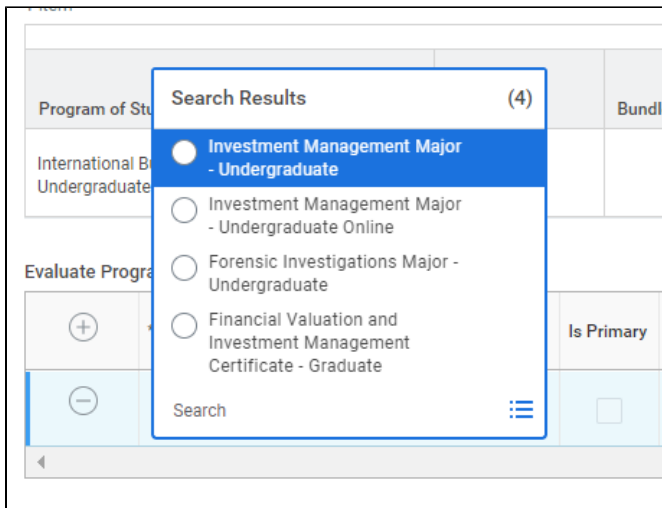 Search Results (4)
Program of Stu
Bundl
Investment Management Major
- Undergraduate
International Bu
Undergraduate
Investment Management Major
- Undergraduate Online
Forensic Investigations Major -
Undergraduate
Evaluate Progra
Financial Valuation and
Investment Management
Certificate - Graduate
*
Is Primary
Search